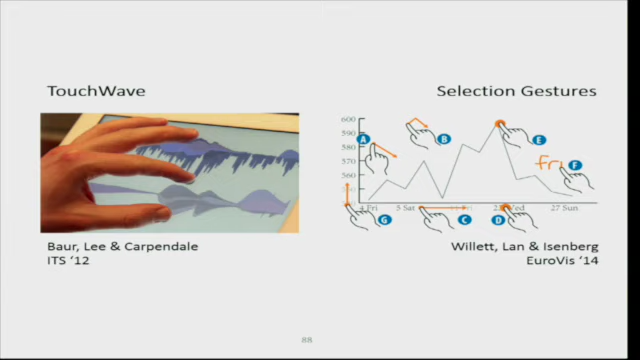 TouchWave
Selection Gestures
600
590
580
570
560
A
B
C
D
E
F
G
fri
4 Fri
5 Sat
Wed
27 Sun
Baur, Lee & Carpendale
ITS '12
Willett, Lan & Isenberg
EuroVis '14
88